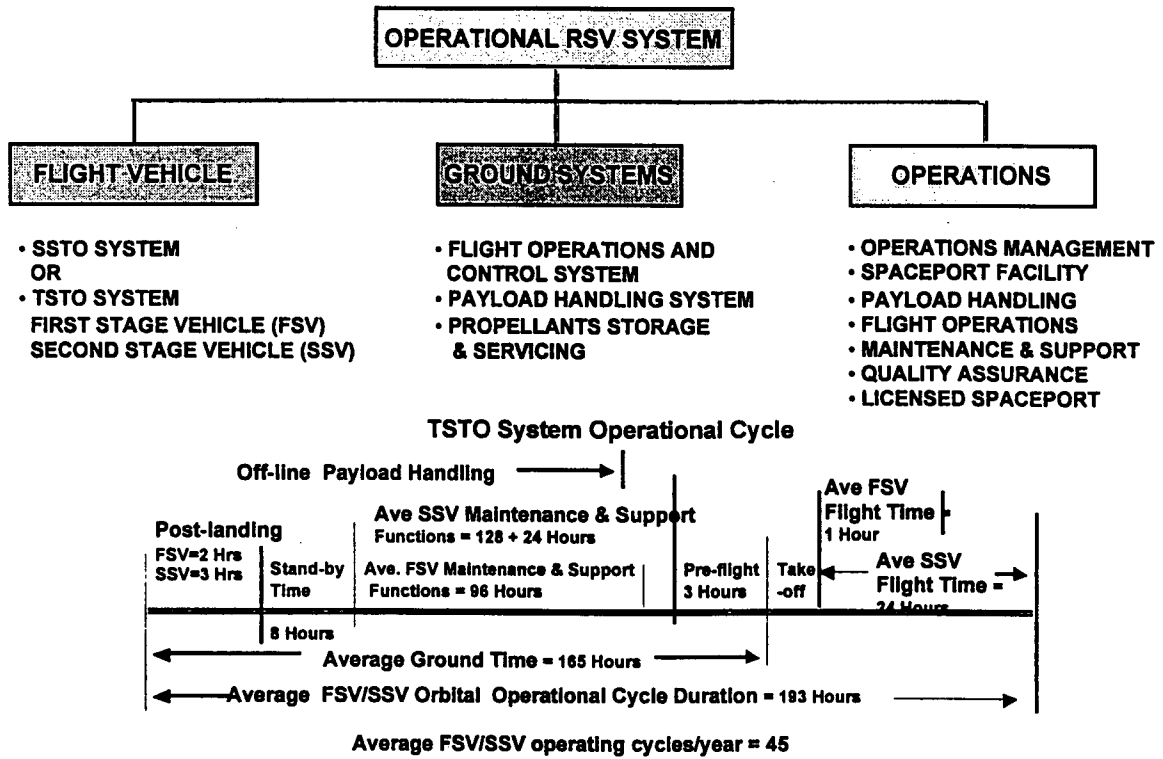 OPERATIONAL RSV SYSTEM
FLIGHT VEHICLE
• SSTO SYSTEM
OR
• TSTO SYSTEM
FIRST STAGE VEHICLE (FSV)
SECOND STAGE VEHICLE (SSV)
GROUND SYSTEMS
• FLIGHT OPERATIONS AND
CONTROL SYSTEM
• PAYLOAD HANDLING SYSTEM
• PROPELLANTS STORAGE
& SERVICING
OPERATIONS
• OPERATIONS MANAGEMENT
• SPACEPORT FACILITY
• PAYLOAD HANDLING
• FLIGHT OPERATIONS
• MAINTENANCE & SUPPORT
• QUALITY ASSURANCE
• LICENSED SPACEPORT
TSTO System Operational Cycle
Off-line Payload Handling
Post-landing
FSV=2 Hrs
SSV=3 Hrs
Stand-by
Time
8 Hours
Ave SSV Maintenance & Support
Functions = 128 + 24 Hours
Ave. FSV Maintenance & Support
Functions = 96 Hours
Pre-flight
3 Hours
Take
-off
Ave FSV
Flight Time =
1 Hour
Ave SSV
Flight Time =
24 Hours
Average Ground Time = 165 Hours
Average FSV/SSV Orbital Operational Cycle Duration = 193 Hours
Average FSV/SSV operating cycles/year = 45